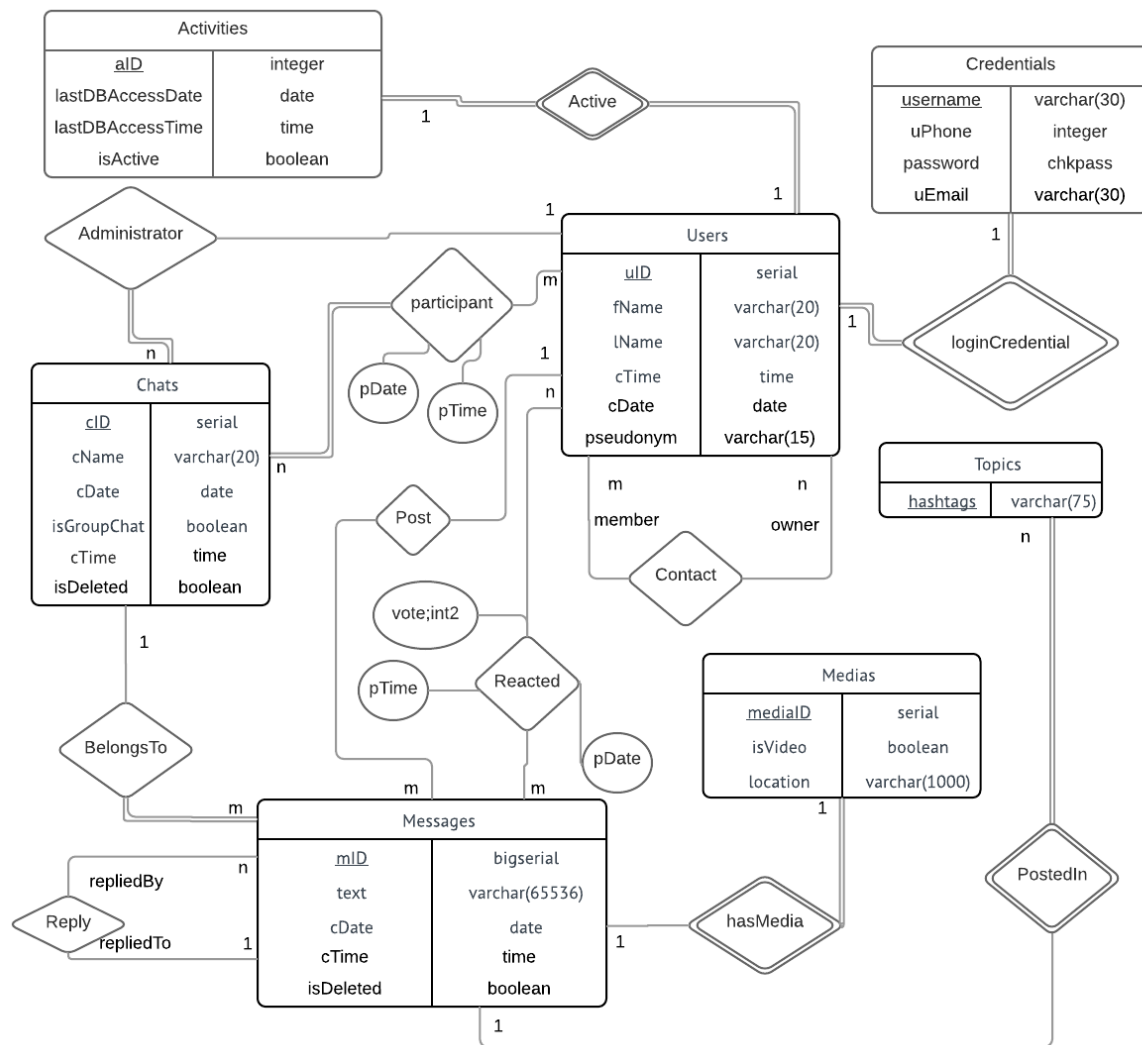 Activities
aID integer
lastDBAccessDate date
lastDBAccessTime time
isActive boolean
1
Active
1
Credentials
username varchar(30)
uPhone integer
password chkpass
uEmail varchar(30)
1
loginCredential
1
Administrator
1
n
Users
uID serial
fName varchar(20)
lName varchar(20)
cTime time
cDate date
pseudonym varchar(15)
participant
m
n
pDate
pTime
Chats
cID serial
cName varchar(20)
cDate date
isGroupChat boolean
cTime time
isDeleted boolean
1
n
Post
m
member
n
owner
Contact
Topics
hashtags varchar(75)
n
vote;int2
pTime
Reacted
pDate
1
BelongsTo
m
m
m
Medias
mediaID serial
isVideo boolean
location varchar(1000)
1
Messages
mID bigserial
text varchar(65536)
cDate date
cTime time
isDeleted boolean
n
repliedBy
Reply
repliedTo
1
1
hasMedia
PostedIn
1